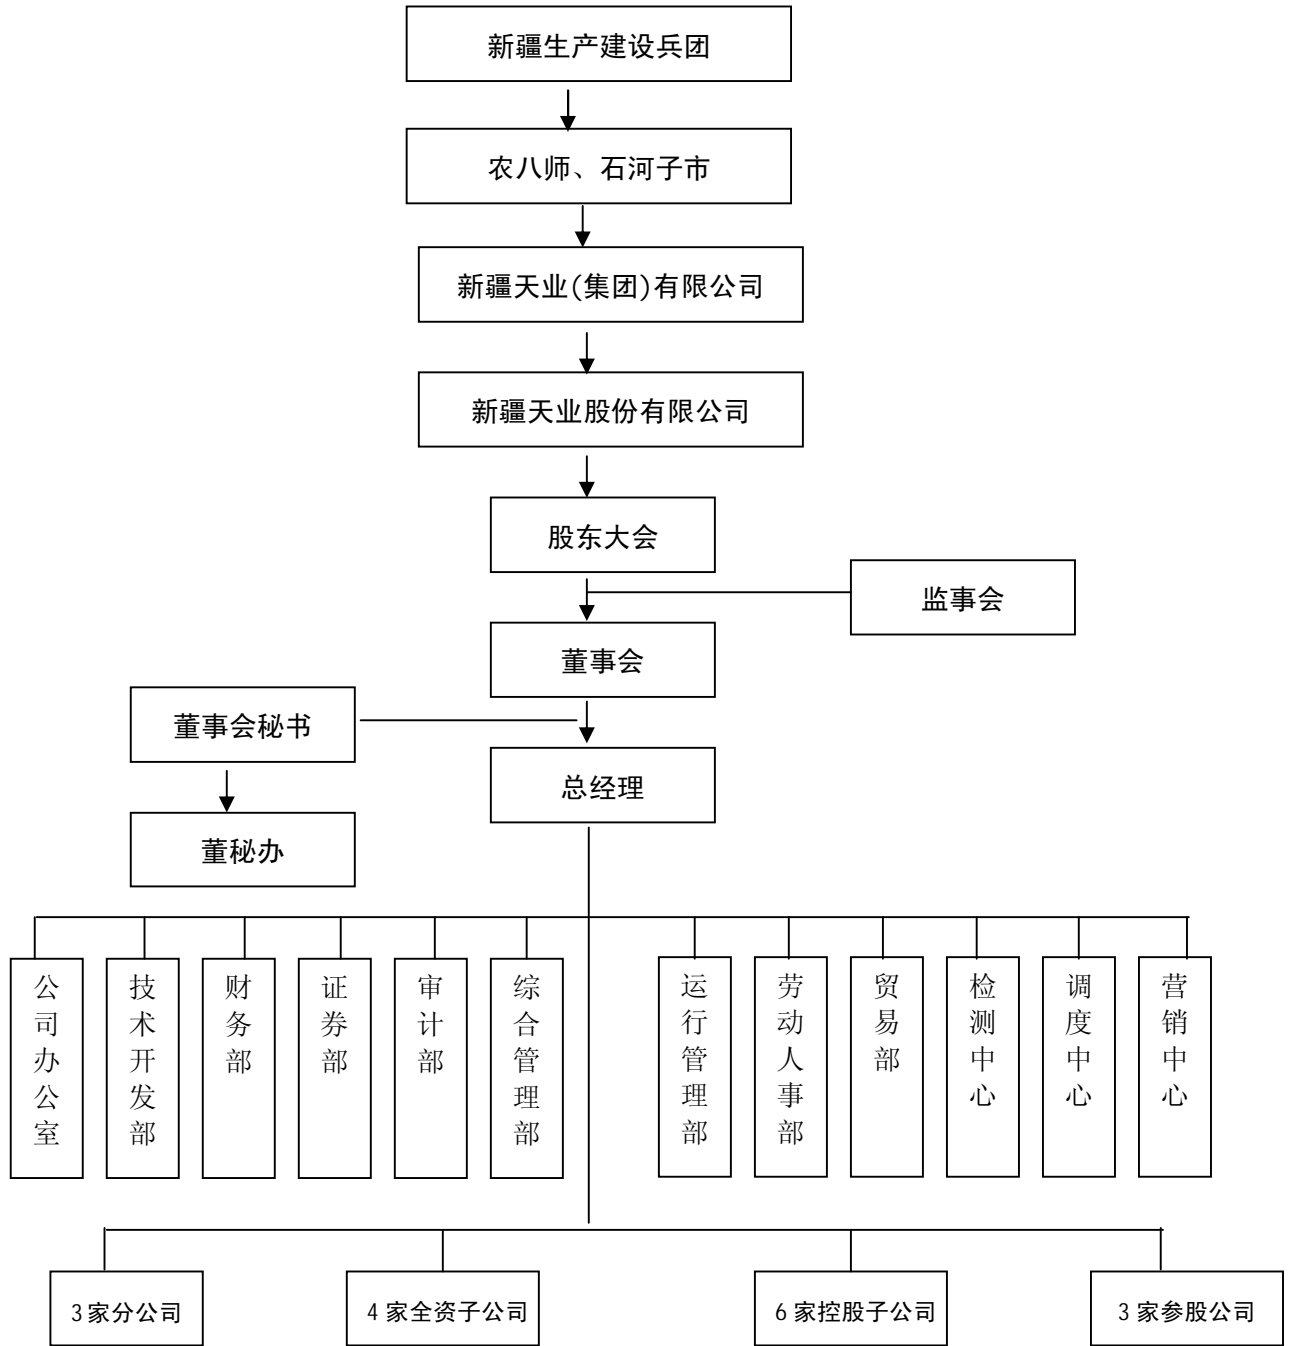 新疆生产建设兵团
农八师、石河子市
新疆天业(集团)有限公司
新疆天业股份有限公司
股东大会
监事会
董事会
董事会秘书
总经理
董秘办
公司办公室
技术开发部
财务部
证券部
审计部
综合管理部
运行管理部
劳动人事部
贸易部
检测中心
调度中心
营销中心
3家分公司
4 家全资子公司
6 家控股子公司
3 家参股公司